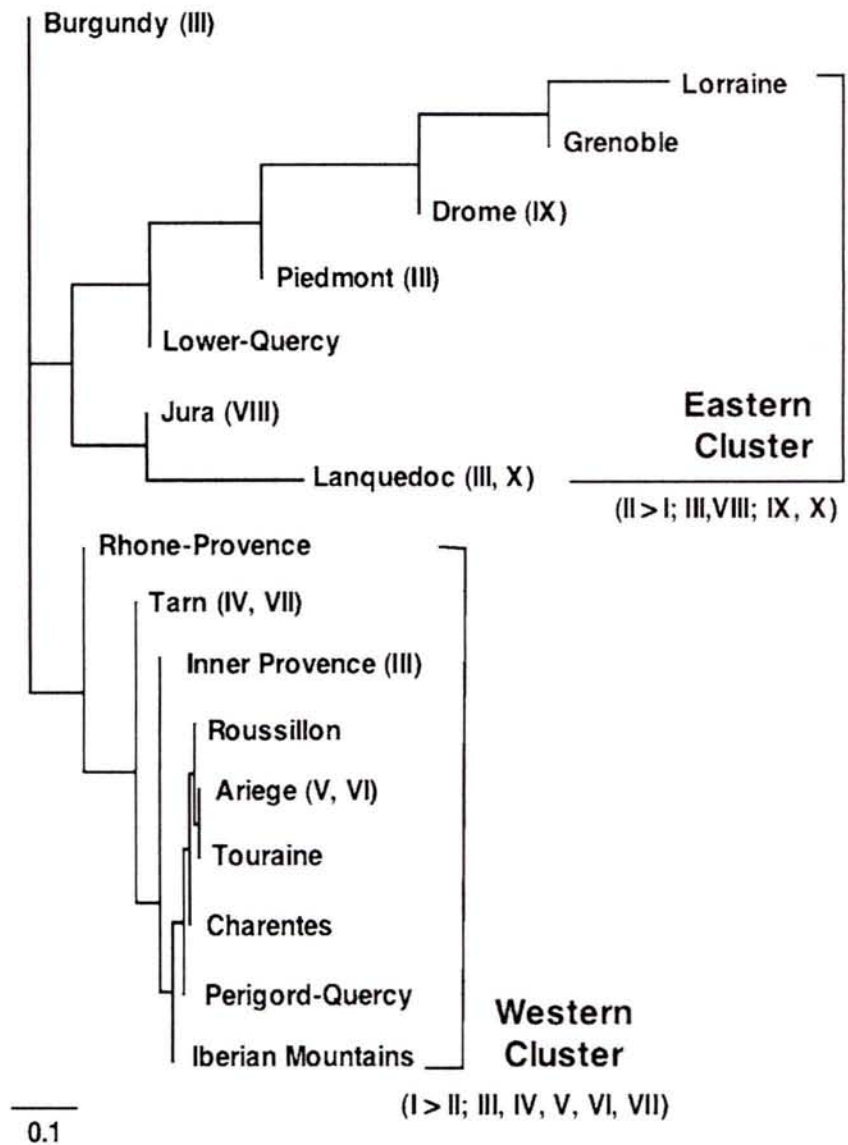 Burgundy (III)
Lorraine
Grenoble
Drome (IX)
Piedmont (III)
Lower-Quercy
Jura (VIII)
Eastern
Cluster
Lanquedoc (III, X)
(II > I; III,VIII; IX, X)
Rhone-Provence
Tarn (IV, VII)
Inner Provence (III)
Roussillon
Ariege (V, VI)
Touraine
Charentes
Perigord-Quercy
Western
Cluster
Iberian Mountains
(I > II; III, IV, V, VI, VII)
0.1